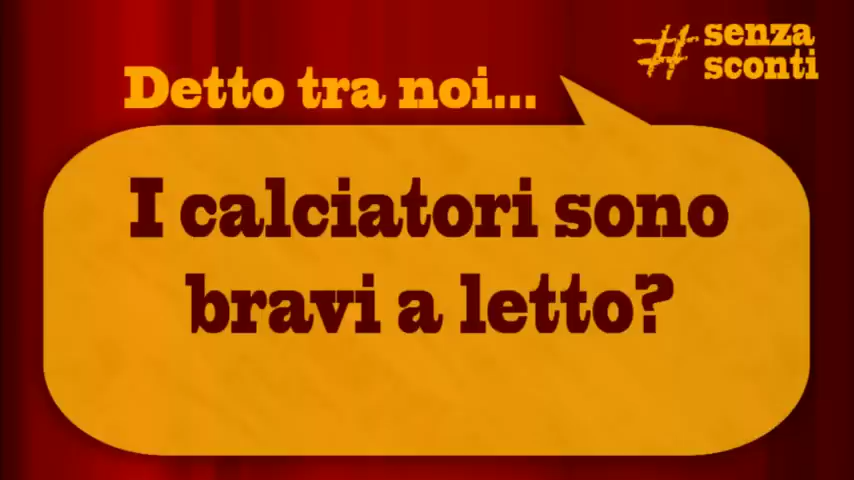 #senza
sconti
Detto tra noi...
I calciatori sono
bravi a letto?